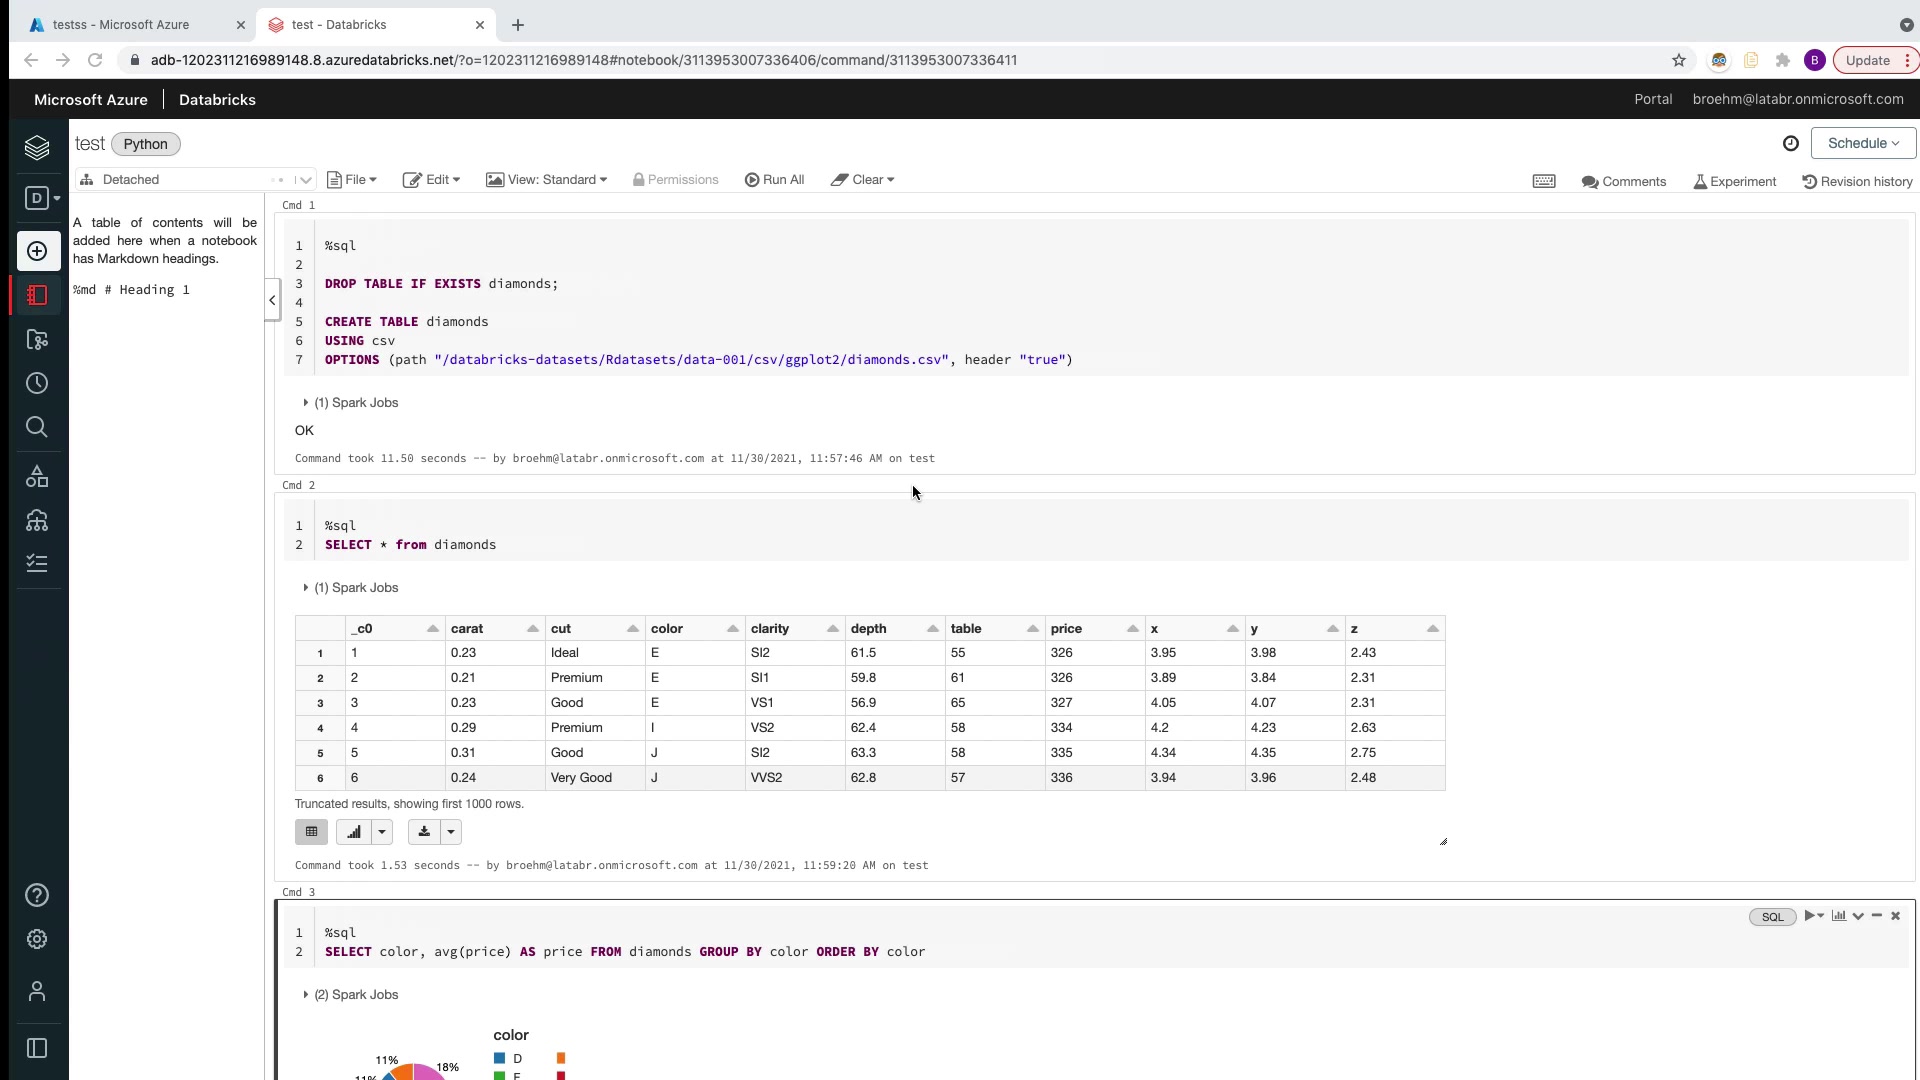 testss - Microsoft Azure
test - Databricks
adb-1202311216989148.8.azuredatabricks.net/?o=1202311216989148#notebook/3113953007336406/command/3113953007336411
B
Update
Microsoft Azure
Databricks
Portal
broehm@latabr.onmicrosoft.com
test
Python
Schedule
Detached
File
Edit
View: Standard
Permissions
Run All
Clear
Comments
Experiment
Revision history
D
A table of contents will be
added here when a notebook
has Markdown headings.
%md # Heading 1
Cmd 1
1 %sql
2
3 DROP TABLE IF EXISTS diamonds;
4
5 CREATE TABLE diamonds
6 USING csv
7 OPTIONS (path "/databricks-datasets/Rdatasets/data-001/csv/ggplot2/diamonds.csv", header "true")
(1) Spark Jobs
OK
Command took 11.50 seconds -- by broehm@latabr.onmicrosoft.com at 11/30/2021, 11:57:46 AM on test
Cmd 2
1 %sql
2 SELECT * from diamonds
(1) Spark Jobs
_c0 carat cut color clarity depth table price x y z
1 1 0.23 Ideal E SI2 61.5 55 326 3.95 3.98 2.43
2 2 0.21 Premium E SI1 59.8 61 326 3.89 3.84 2.31
3 3 0.23 Good E VS1 56.9 65 327 4.05 4.07 2.31
4 4 0.29 Premium I VS2 62.4 58 334 4.2 4.23 2.63
5 5 0.31 Good J SI2 63.3 58 335 4.34 4.35 2.75
6 6 0.24 Very Good J VVS2 62.8 57 336 3.94 3.96 2.48
Truncated results, showing first 1000 rows.
Command took 1.53 seconds -- by broehm@latabr.onmicrosoft.com at 11/30/2021, 11:59:20 AM on test
Cmd 3
SQL
1 %sql
2 SELECT color, avg(price) AS price FROM diamonds GROUP BY color ORDER BY color
(2) Spark Jobs
color
D
11%
18%